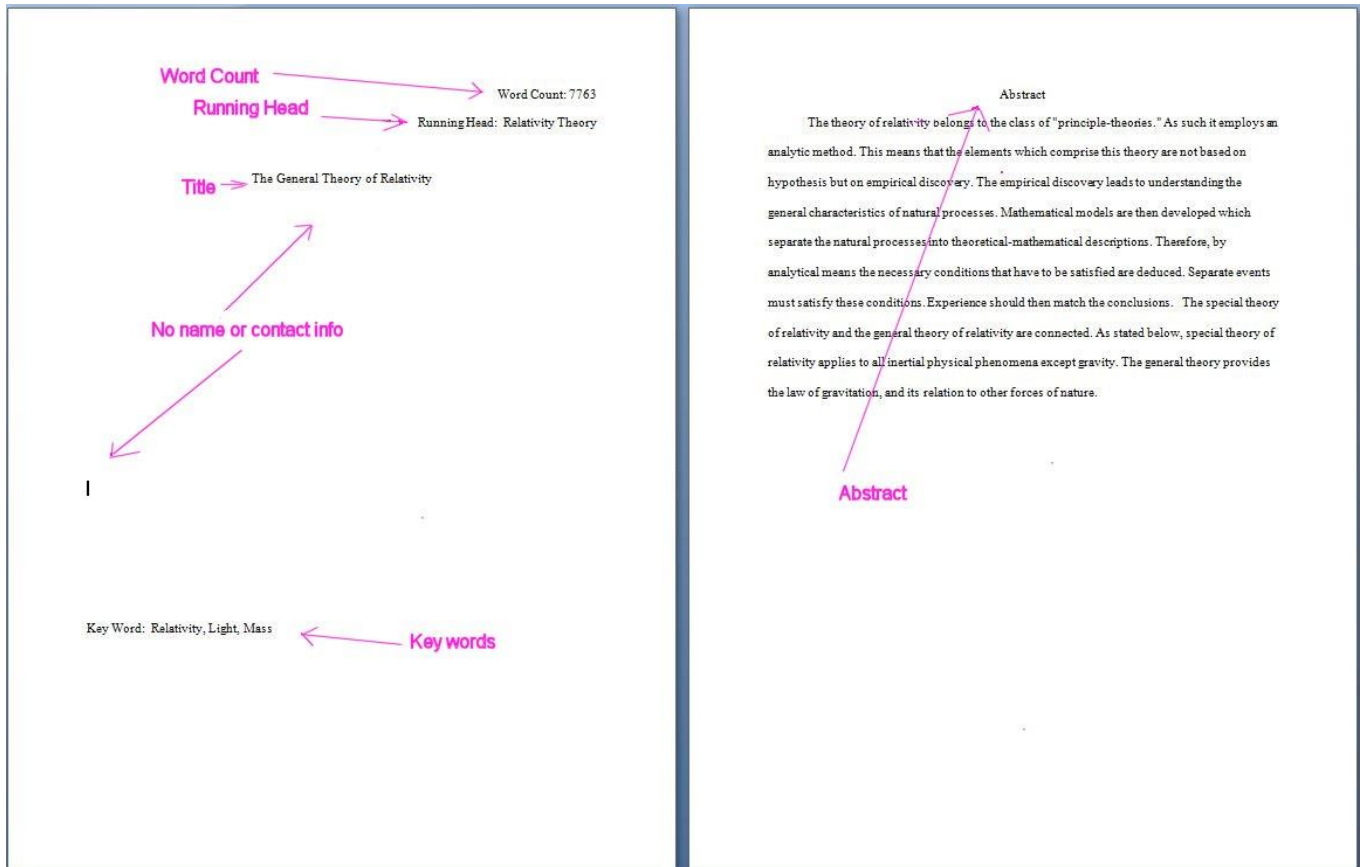 Word Count
Word Count: 7763
Running Head
Running Head:  Relativity Theory
Title
The General Theory of Relativity
No name or contact info
Key Word:  Relativity, Light, Mass
Key words
Abstract
The theory of relativity belongs to the class of "principle-theories." As such it employs an
analytic method. This means that the elements which comprise this theory are not based on
hypothesis but on empirical discovery. The empirical discovery leads to understanding the
general characteristics of natural processes. Mathematical models are then developed which
separate the natural processes into theoretical-mathematical descriptions. Therefore, by
analytical means the necessary conditions that have to be satisfied are deduced. Separate events
must satisfy these conditions. Experience should then match the conclusions.   The special theory
of relativity and the general theory of relativity are connected. As stated below, special theory of
relativity applies to all inertial physical phenomena except gravity. The general theory provides
the law of gravitation, and its relation to other forces of nature.
Abstract